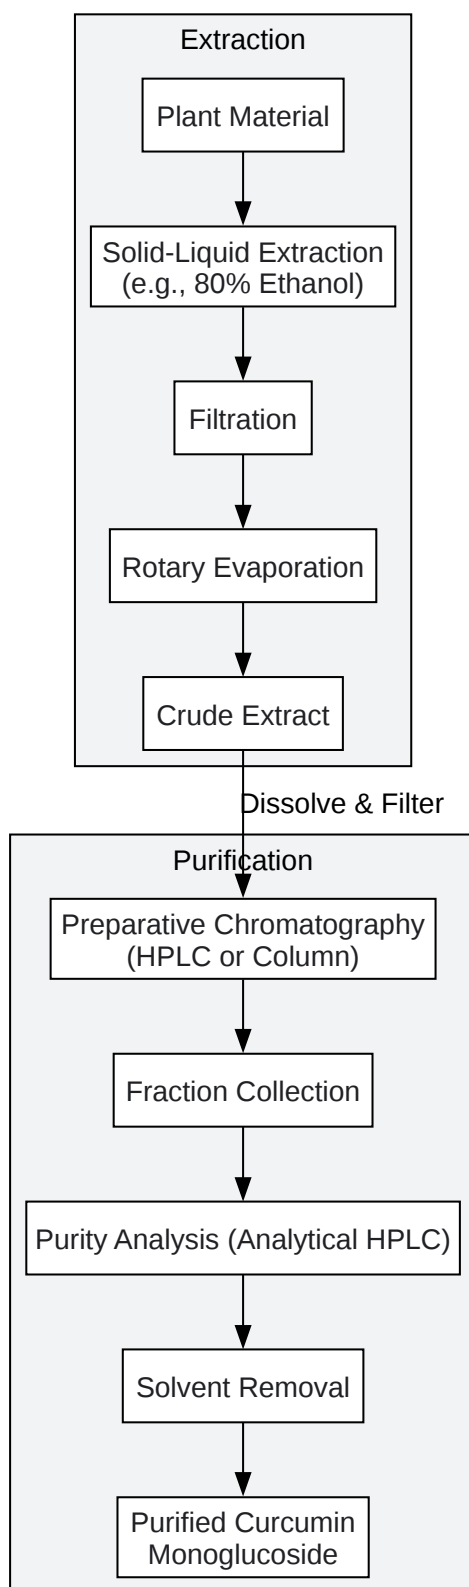 Extraction
Plant Material
Solid-Liquid Extraction
(e.g., 80% Ethanol)
Filtration
Rotary Evaporation
Crude Extract
Dissolve & Filter
Purification
Preparative Chromatography
(HPLC or Column)
Fraction Collection
Purity Analysis (Analytical HPLC)
Solvent Removal
Purified Curcumin
Monoglucoside